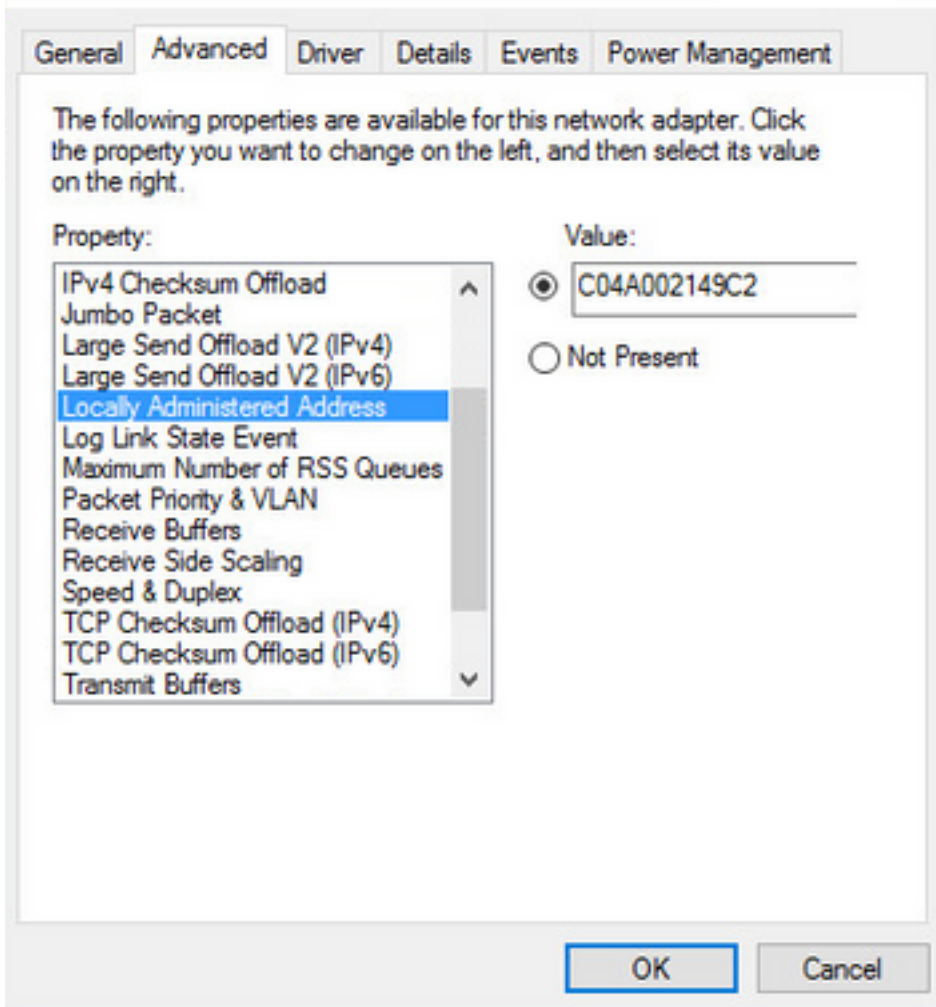 General Advanced Driver Details Events Power Management
The following properties are available for this network adapter. Click
the property you want to change on the left, and then select its value
on the right.
Property:
Value:
IPv4 Checksum Offload
Jumbo Packet
Large Send Offload V2 (IPv4)
Large Send Offload V2 (IPv6)
Locally Administered Address
Log Link State Event
Maximum Number of RSS Queues
Packet Priority & VLAN
Receive Buffers
Receive Side Scaling
Speed & Duplex
TCP Checksum Offload (IPv4)
TCP Checksum Offload (IPv6)
Transmit Buffers
C04A002149C2
Not Present
OK Cancel